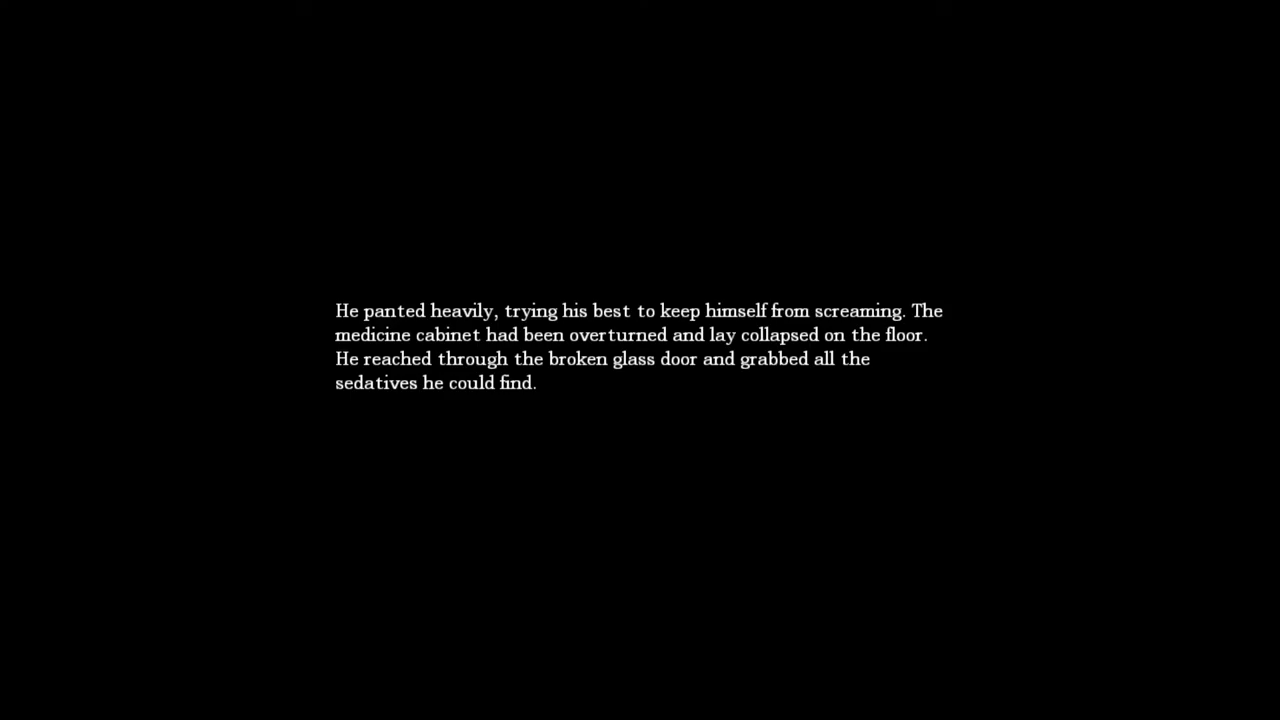 He panted heavily, trying his best to keep himself from screaming. The
medicine cabinet had been overturned and lay collapsed on the floor.
He reached through the broken glass door and grabbed all the
sedatives he could find.